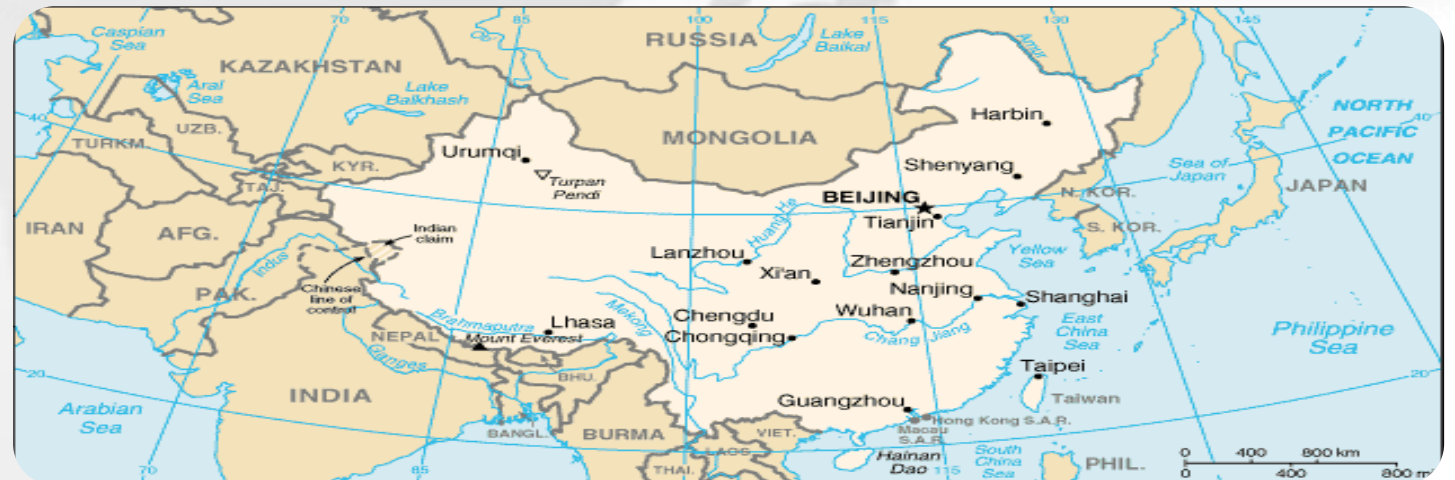 70
85
100
115
130
145
Caspian
Sea
Ob'
RUSSIA
Lake
Baikal
Amur
KAZAKHSTAN
Aral
Sea
Lake
Balkhash
NORTH
PACIFIC
OCEAN
40
40
Harbin
UZB.
TURKM.
MONGOLIA
Urumqi
KYR.
Shenyang
Sea of
Japan
TAJ.
Turpan
Pendi
BEIJING
N. KOR.
JAPAN
IRAN
AFG.
Indian
claim
Huang He
Tianjin
S. KOR.
Lanzhou
Yellow
Sea
Indus
Xi'an
Zhengzhou
PAK.
Chinese
line of
control
Nanjing
Shanghai
Mekong
Chengdu
Wuhan
East
China
Sea
Brahmaputra
Lhasa
Chongqing
Chang Jiang
Philippine
Sea
NEPAL
Mount Everest
Ganges
20
20
BHU.
Taipei
INDIA
Guangzhou
Taiwan
Arabian
Sea
BANGL.
BURMA
VIET.
Hong Kong S.A.R.
Macau
S.A.R.
LAOS
Hainan
Dao
South
China
Sea
THAI.
PHIL.
70
85
115
0 400 800 km
0 400 800 m